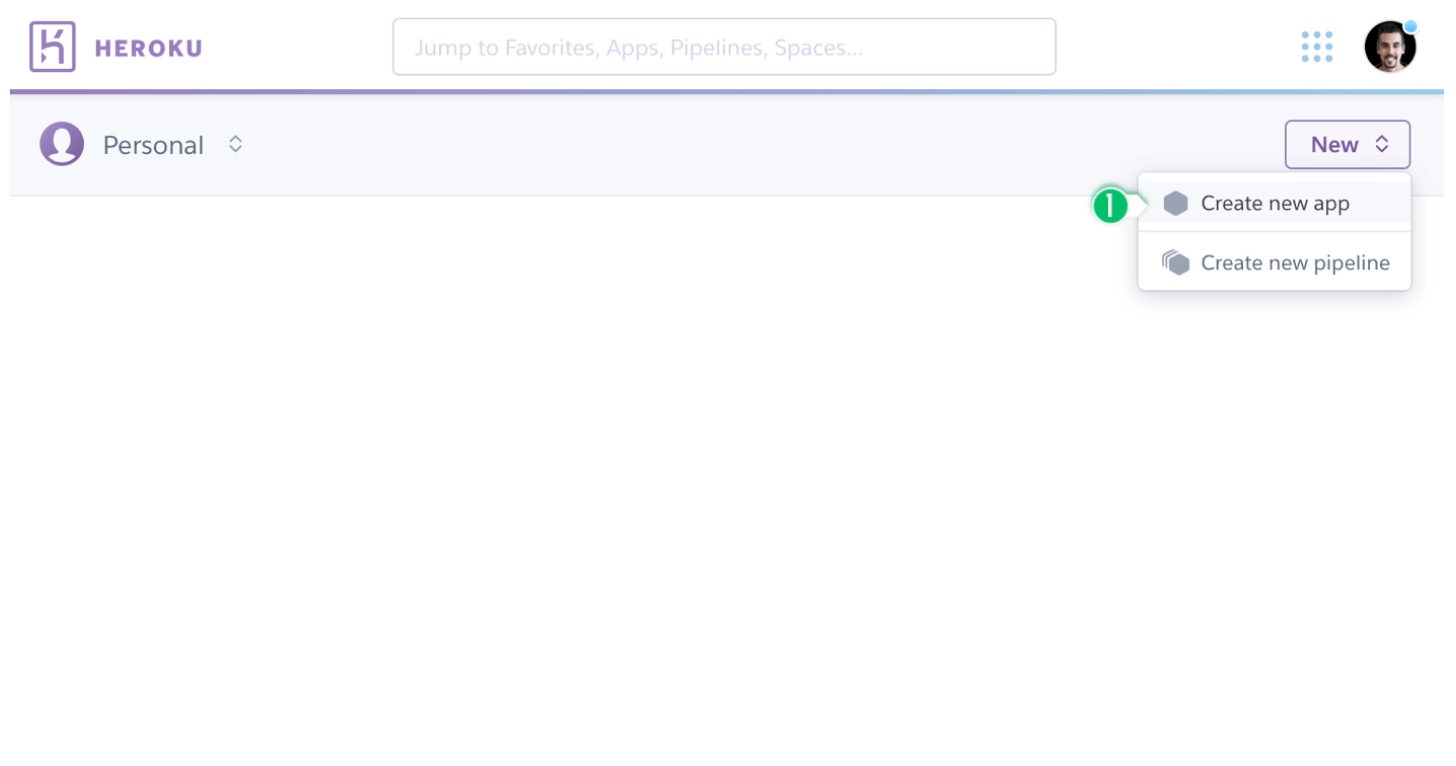 HEROKU
Jump to Favorites, Apps, Pipelines, Spaces...
Personal
New
1
Create new app
Create new pipeline